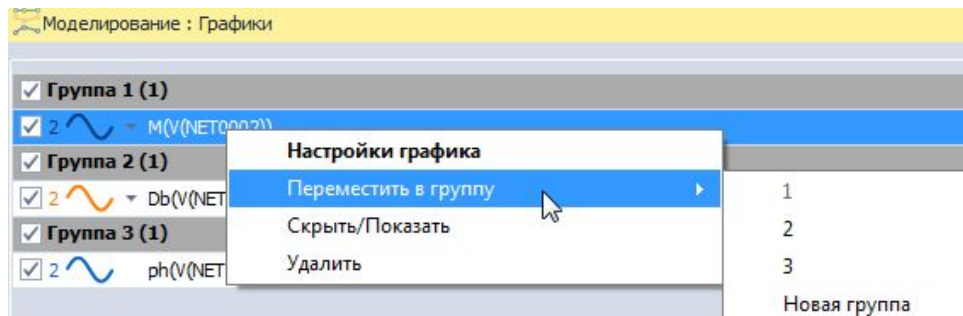 Моделирование : Графики
Группа 1 (1)
2 M(V(NET0002))
Группа 2 (1)
2 Db(V(NET
Группа 3 (1)
2 ph(V(NET
Настройки графика
Переместить в группу
Скрыть/Показать
Удалить
1
2
3
Новая группа